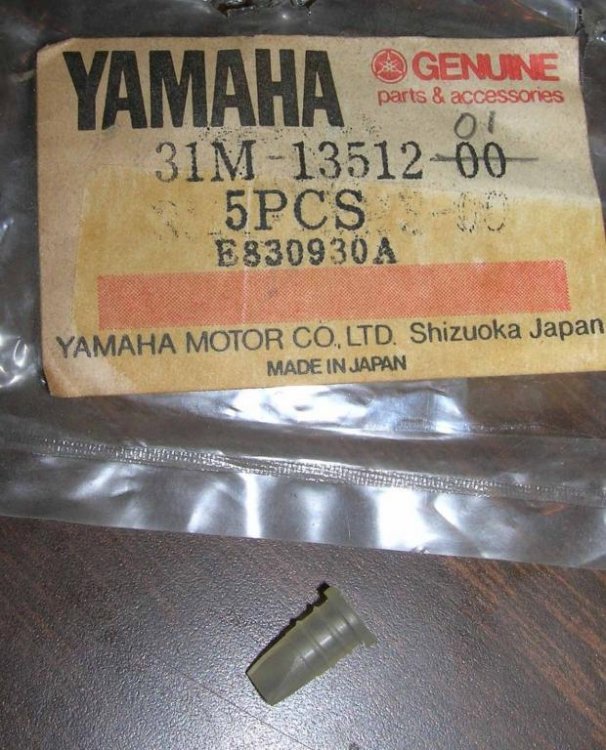 YAMAHA
GENUINE
parts & accessories
01
31M-13512-00
5PCS
E830930A
YAMAHA MOTOR CO., LTD. Shizuoka Japan
MADE IN JAPAN